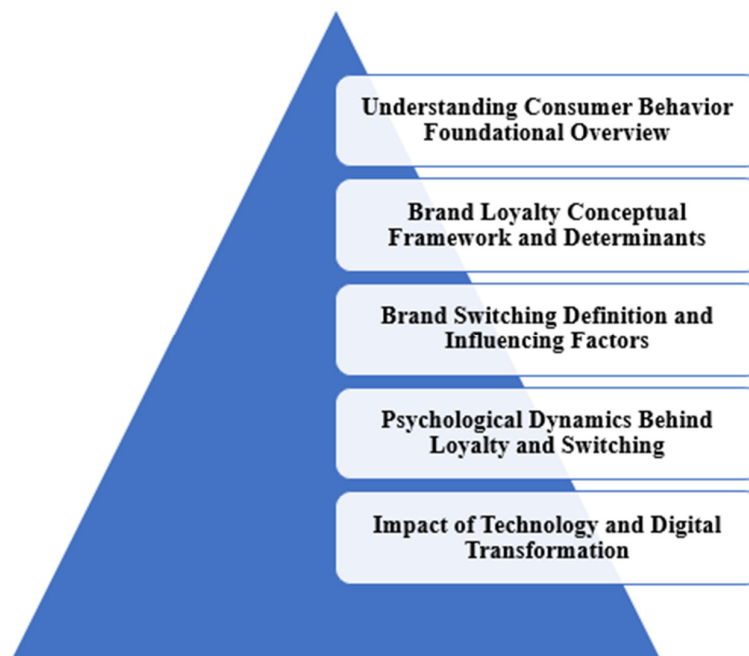 Understanding Consumer Behavior
Foundational Overview
Brand Loyalty Conceptual
Framework and Determinants
Brand Switching Definition and
Influencing Factors
Psychological Dynamics Behind
Loyalty and Switching
Impact of Technology and Digital
Transformation